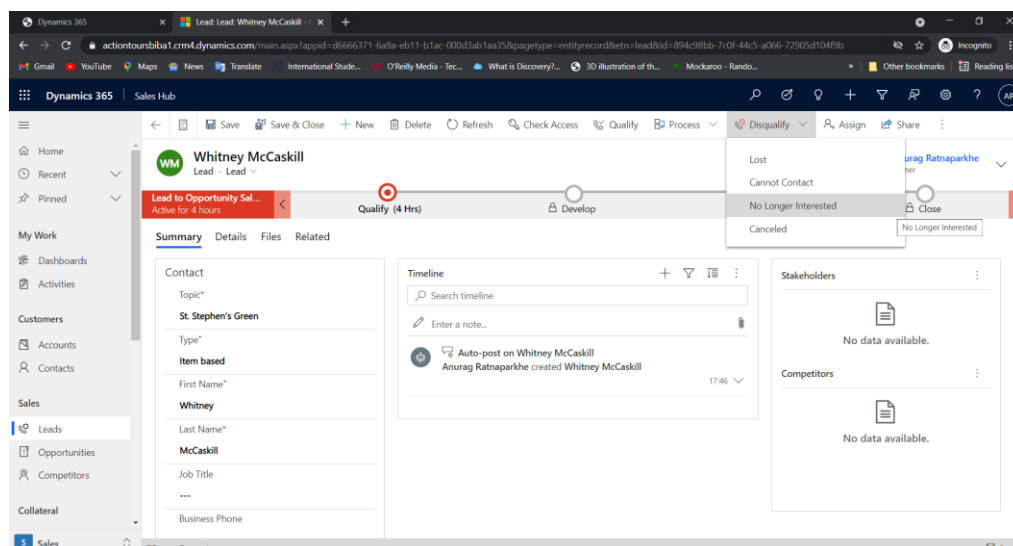 Dynamics 365
Lead: Lead: Whitney McCaskill -
actiontoursbiba1.crm4.dynamics.com/main.aspx?appid=d6666371-6a9a-eb11-b1ac-000d3ab1aa35&pagetype=entityrecord&etn=lead&id=894c98bb-7c0f-44c5-a066-72905d104f9b
Incognito
Gmail YouTube Maps News Translate International Stude... O'Reilly Media - Tec... What is Discovery?... 3D illustration of th... Mockaroo - Rando... » Other bookmarks Reading lis
Dynamics 365 Sales Hub
AR
Save Save & Close New Delete Refresh Check Access Qualify Process Disqualify Assign Share
Home
Recent
Pinned
My Work
Dashboards
Activities
Customers
Accounts
Contacts
Sales
Leads
Opportunities
Competitors
Collateral
S Sales
WM
Whitney McCaskill
Lead · Lead
urag Ratnaparkhe
ner
Lost
Cannot Contact
No Longer Interested
Canceled
No Longer Interested
Lead to Opportunity Sal...
Active for 4 hours
Qualify (4 Hrs)
Develop
Close
Summary Details Files Related
Contact
Topic*
St. Stephen's Green
Type*
Item based
First Name*
Whitney
Last Name*
McCaskill
Job Title
---
Business Phone
Timeline
Search timeline
Enter a note...
Auto-post on Whitney McCaskill
Anurag Ratnaparkhe created Whitney McCaskill
17:46
Stakeholders
No data available.
Competitors
No data available.